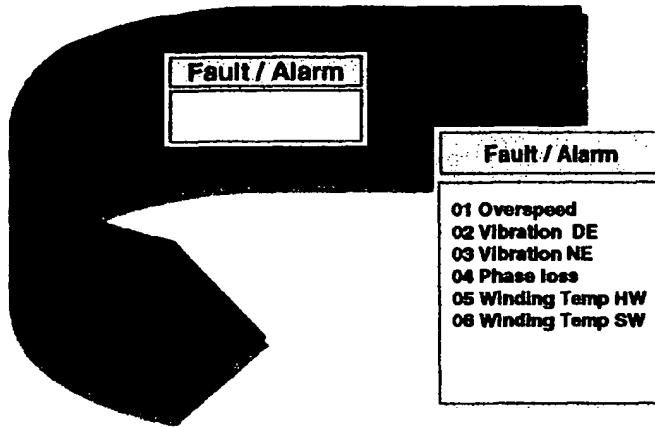 Fault / Alarm
Fault / Alarm
01 Overspeed
02 Vibration DE
03 Vibration NE
04 Phase loss
05 Winding Temp HW
06 Winding Temp SW